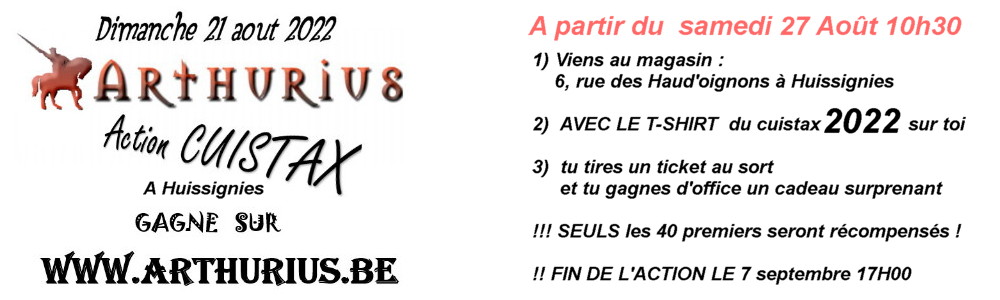 Dimanche 21 aout 2022
ARTHURIUS
Action CUISTAX
A Huissignies
GAGNE SUR
WWW.ARTHURIUS.BE
A partir du samedi 27 Août 10h30
1) Viens au magasin :
6, rue des Haud'oignons à Huissignies
2) AVEC LE T-SHIRT du cuistax 2022 sur toi
3) tu tires un ticket au sort
et tu gagnes d'office un cadeau surprenant
!!! SEULS les 40 premiers seront récompensés !
!! FIN DE L'ACTION LE 7 septembre 17H00